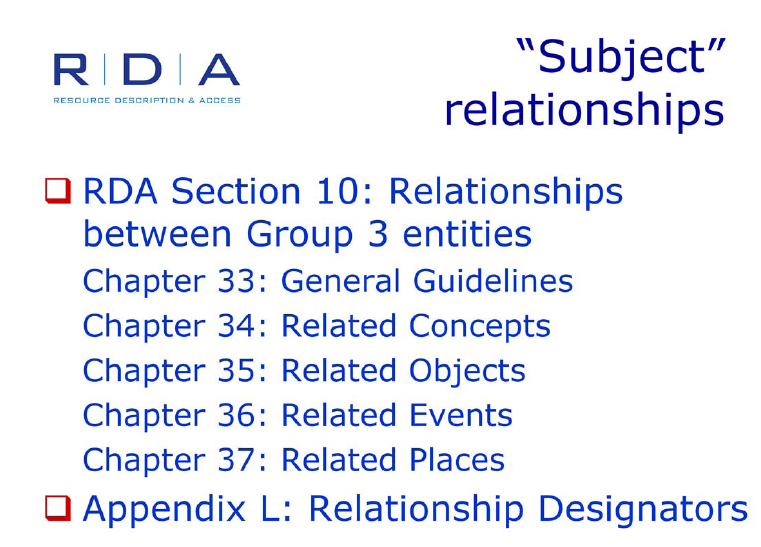 R|D|A
RESOURCE DESCRIPTION & ACCESS
“Subject”
relationships
RDA Section 10: Relationships
between Group 3 entities
Chapter 33: General Guidelines
Chapter 34: Related Concepts
Chapter 35: Related Objects
Chapter 36: Related Events
Chapter 37: Related Places
Appendix L: Relationship Designators